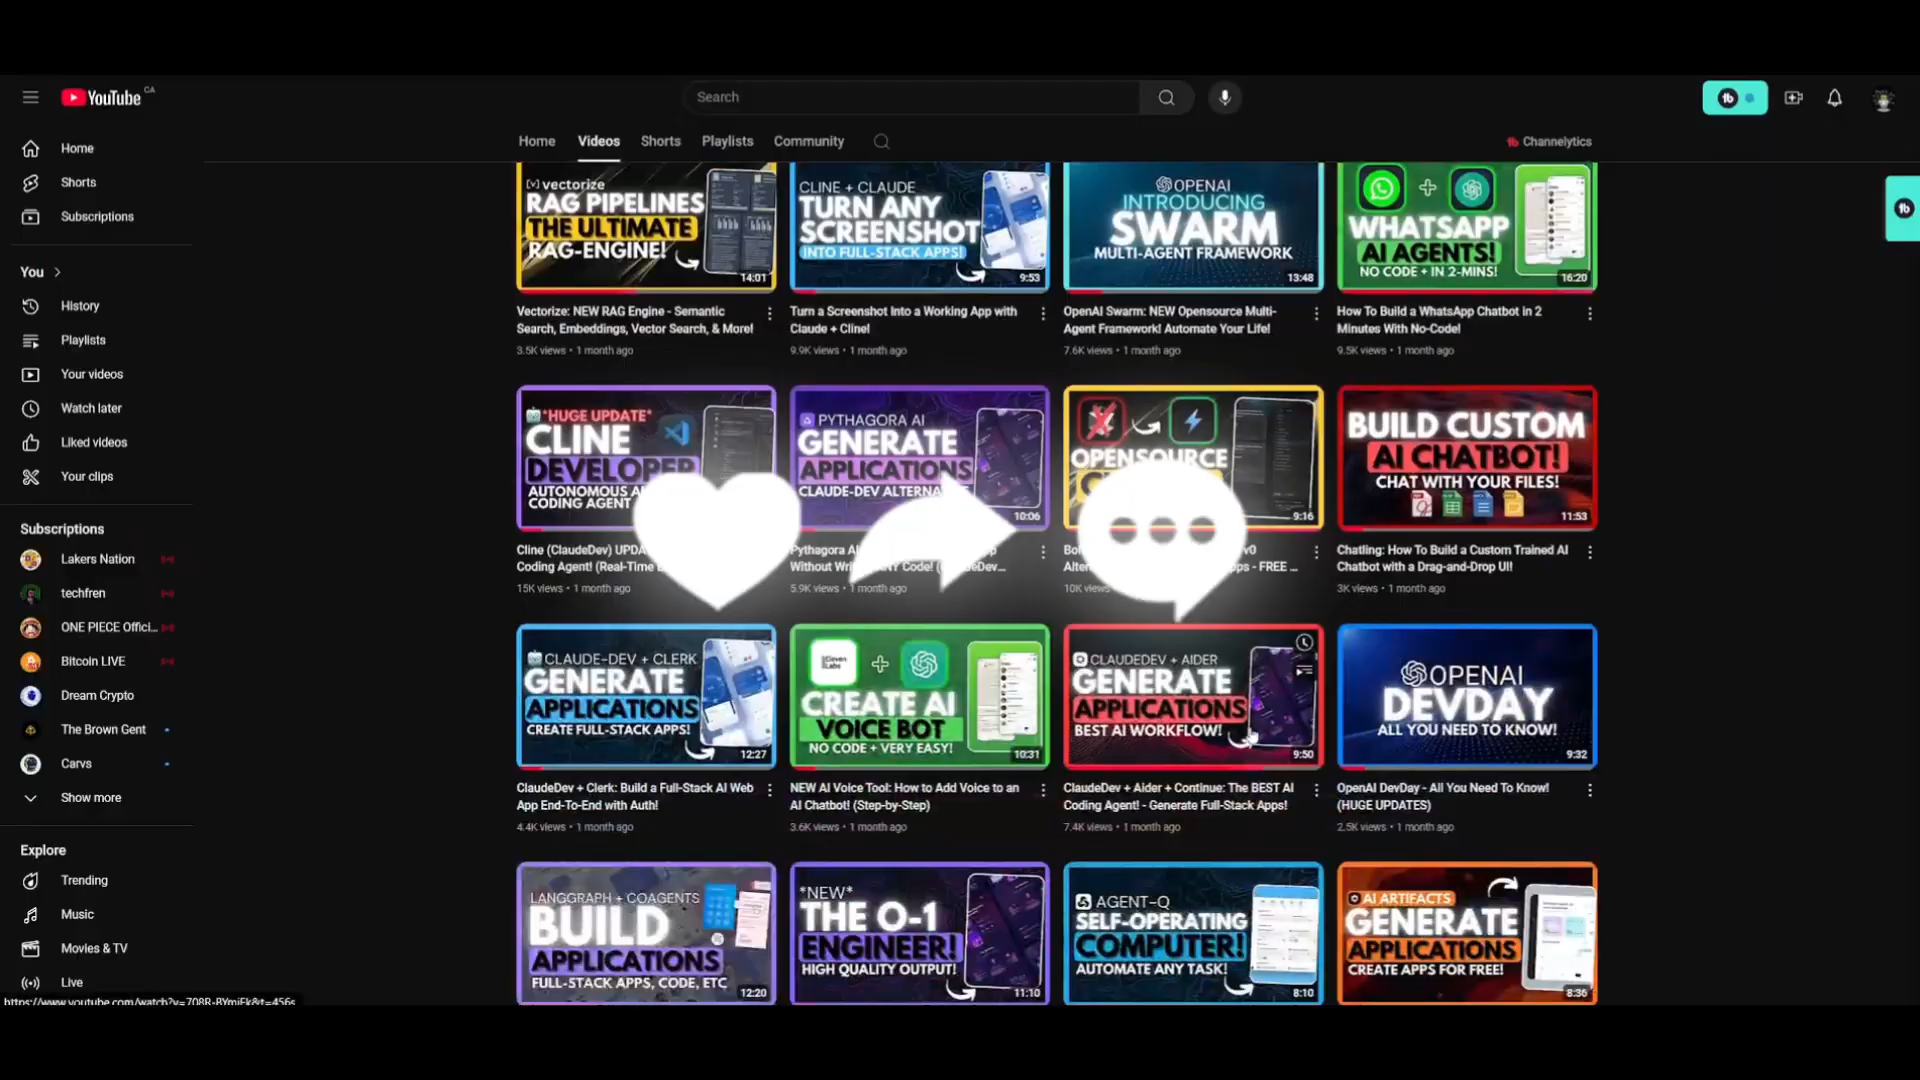 YouTube CA
Search
Home
Videos
Shorts
Playlists
Community
Channelytics
Home
Shorts
Subscriptions
You
History
Playlists
Your videos
Watch later
Liked videos
Your clips
Subscriptions
Lakers Nation
techfren
ONE PIECE Offici...
Bitcoin LIVE
Dream Crypto
The Brown Gent
Carvs
Show more
Explore
Trending
Music
Movies & TV
Live
vectorize
RAG PIPELINES
THE ULTIMATE
RAG-ENGINE!
14:01
Vectorize: NEW RAG Engine - Semantic
Search, Embeddings, Vector Search, & More!
3.5K views • 1 month ago
CLINE + CLAUDE
TURN ANY
SCREENSHOT
INTO FULL-STACK APPS!
9:53
Turn a Screenshot Into a Working App with
Claude + Cline!
9.9K views • 1 month ago
OPENAI
INTRODUCING
SWARM
MULTI-AGENT FRAMEWORK
13:48
OpenAI Swarm: NEW Opensource Multi-
Agent Framework! Automate Your Life!
7.6K views • 1 month ago
WHATSAPP
AI AGENTS!
NO CODE + IN 2-MINS!
16:20
How To Build a WhatsApp Chatbot in 2
Minutes With No-Code!
9.5K views • 1 month ago
*HUGE UPDATE*
CLINE
DEVELOPER
AUTONOMOUS
CODING AGENT
Cline (ClaudeDev)
Coding Agent!
15K views • 1 month ago
PYTHAGORA AI
GENERATE
APPLICATIONS
CLAUDE-DEV
10:06
Pythagora
Without Code!
5.9K views • 1 month ago
OPENSOURCE
9:16
- FREE ...
10K views
BUILD CUSTOM
AI CHATBOT!
CHAT WITH YOUR FILES!
11:53
Chatling: How To Build a Custom Trained AI
Chatbot with a Drag-and-Drop UI!
3K views • 1 month ago
CLAUDE-DEV + CLERK
GENERATE
APPLICATIONS
CREATE FULL-STACK APPS!
12:27
ClaudeDev + Clerk: Build a Full-Stack AI Web
App End-To-End with Auth!
4.4K views • 1 month ago
CREATE AI
VOICE BOT
NO CODE + VERY EASY!
10:31
NEW AI Voice Tool: How to Add Voice to an
AI Chatbot! (Step-by-Step)
3.6K views • 1 month ago
CLAUDEDEV + AIDER
GENERATE
APPLICATIONS
BEST AI WORKFLOW!
9:50
ClaudeDev + Aider + Continue: The BEST AI
Coding Agent! - Generate Full-Stack Apps!
7.4K views • 1 month ago
OPENAI
DEVDAY
ALL YOU NEED TO KNOW!
9:32
OpenAI DevDay - All You Need To Know!
(HUGE UPDATES)
2.5K views • 1 month ago
LANGGRAPH + COAGENTS
BUILD
APPLICATIONS
FULL-STACK APPS, CODE, ETC
12:20
*NEW*
THE O-1
ENGINEER!
HIGH QUALITY OUTPUT!
11:10
AGENT-Q
SELF-OPERATING
COMPUTER!
AUTOMATE ANY TASK!
8:10
AI ARTIFACTS
GENERATE
APPLICATIONS
CREATE APPS FOR FREE!
8:36